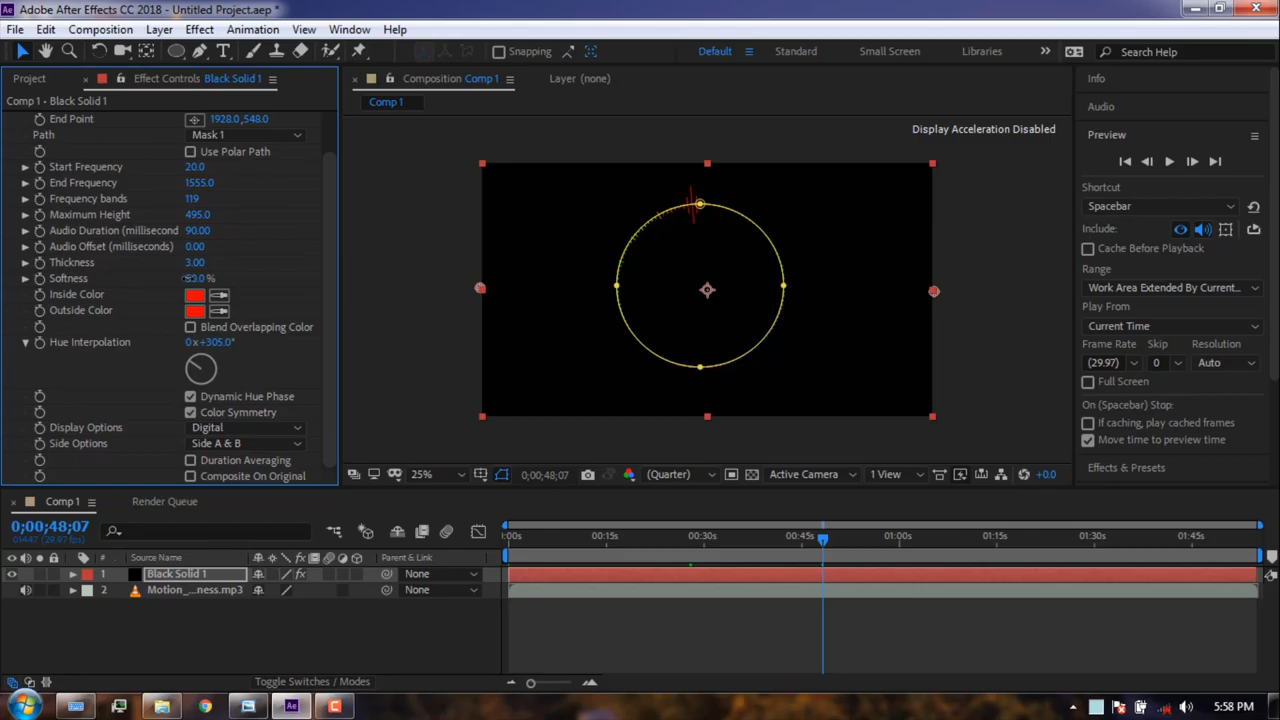 Adobe After Effects CC 2018 - Untitled Project.aep *
File Edit Composition Layer Effect Animation View Window Help
Snapping Default Standard Small Screen Libraries Search Help
Project Effect Controls Black Solid 1 Composition Comp 1 Layer (none) Info
Comp 1 • Black Solid 1
Comp 1
Audio
End Point 1928.0,548.0
Display Acceleration Disabled
Path Mask 1
Preview
Use Polar Path
Start Frequency 20.0
End Frequency 1555.0
Shortcut
Frequency bands 119
Spacebar
Maximum Height 495.0
Audio Duration (millisecond 90.00
Include:
Audio Offset (milliseconds) 0.00
Cache Before Playback
Thickness 3.00
Range
Softness
Work Area Extended By Current...
Inside Color
Outside Color
Play From
Blend Overlapping Color
Current Time
Hue Interpolation 0x+305.0°
Frame Rate Skip Resolution
(29.97) 0 Auto
Full Screen
Dynamic Hue Phase
On (Spacebar) Stop:
Color Symmetry
If caching, play cached frames
Display Options Digital
Move time to preview time
Side Options Side A & B
Duration Averaging
Effects & Presets
Composite On Original
25% 0;00;48;07 (Quarter) Active Camera 1 View +0.0
Comp 1 Render Queue
0;00;48;07
01447 (29.97 fps)
:00s 00:15s 00:30s 00:45s 01:00s 01:15s 01:30s 01:45s
# Source Name Parent & Link
1 Black Solid 1 None
2 Motion_...ness.mp3 None
Toggle Switches / Modes
5:58 PM